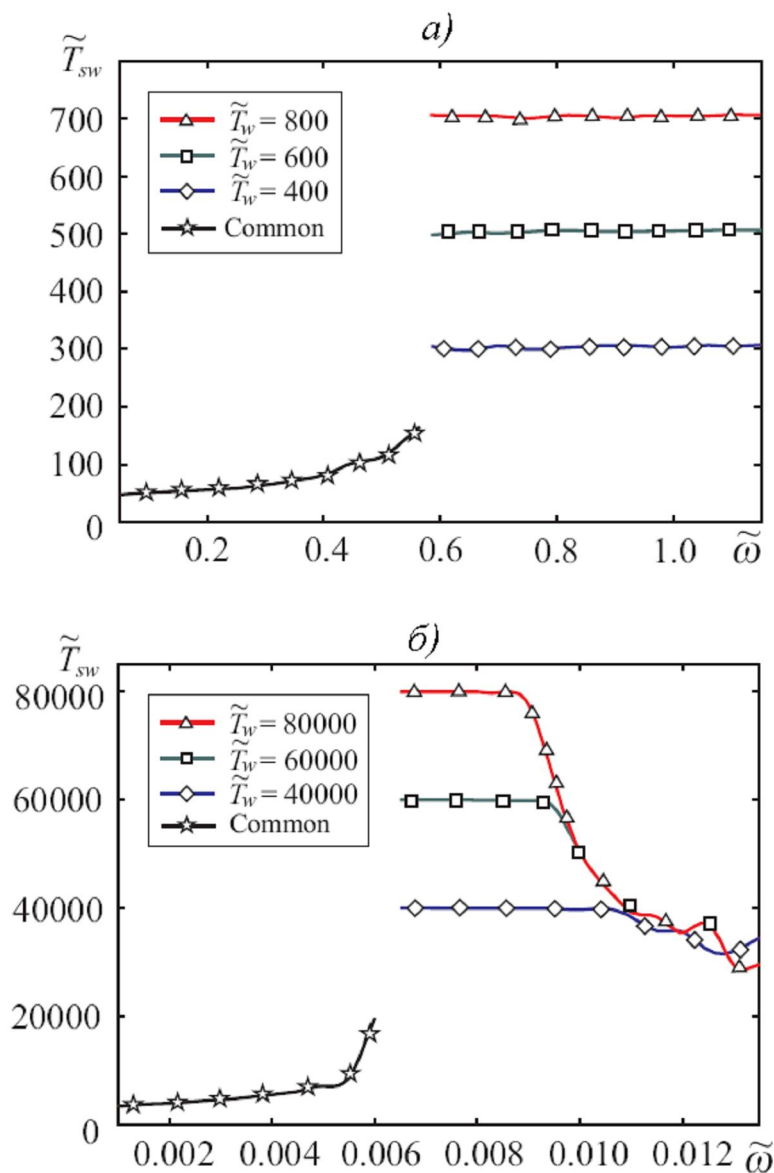 а)
T̃sw
700
600
500
400
300
200
100
0
T̃w = 800
T̃w = 600
T̃w = 400
Common
0.2 0.4 0.6 0.8 1.0 ω̃
б)
T̃sw
80000
60000
40000
20000
0
T̃w = 80000
T̃w = 60000
T̃w = 40000
Common
0.002 0.004 0.006 0.008 0.010 0.012 ω̃